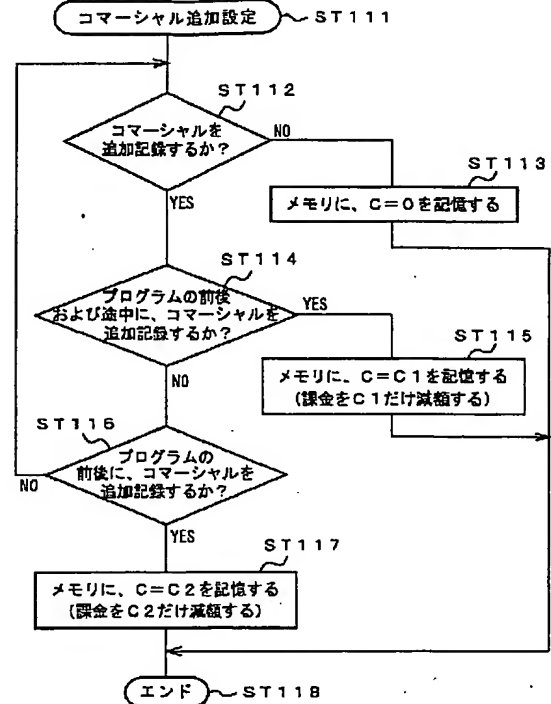 コマーシャル追加設定
ST111
ST112
コマーシャルを
追加記録するか?
NO
YES
ST113
メモリに、C=0を記憶する
ST114
プログラムの前後
および途中に、コマーシャルを
追加記録するか?
YES
NO
ST115
メモリに、C=C1を記憶する
(課金をC1だけ減額する)
ST116
プログラムの
前後に、コマーシャルを
追加記録するか?
NO
YES
ST117
メモリに、C=C2を記憶する
(課金をC2だけ減額する)
エンド
ST118